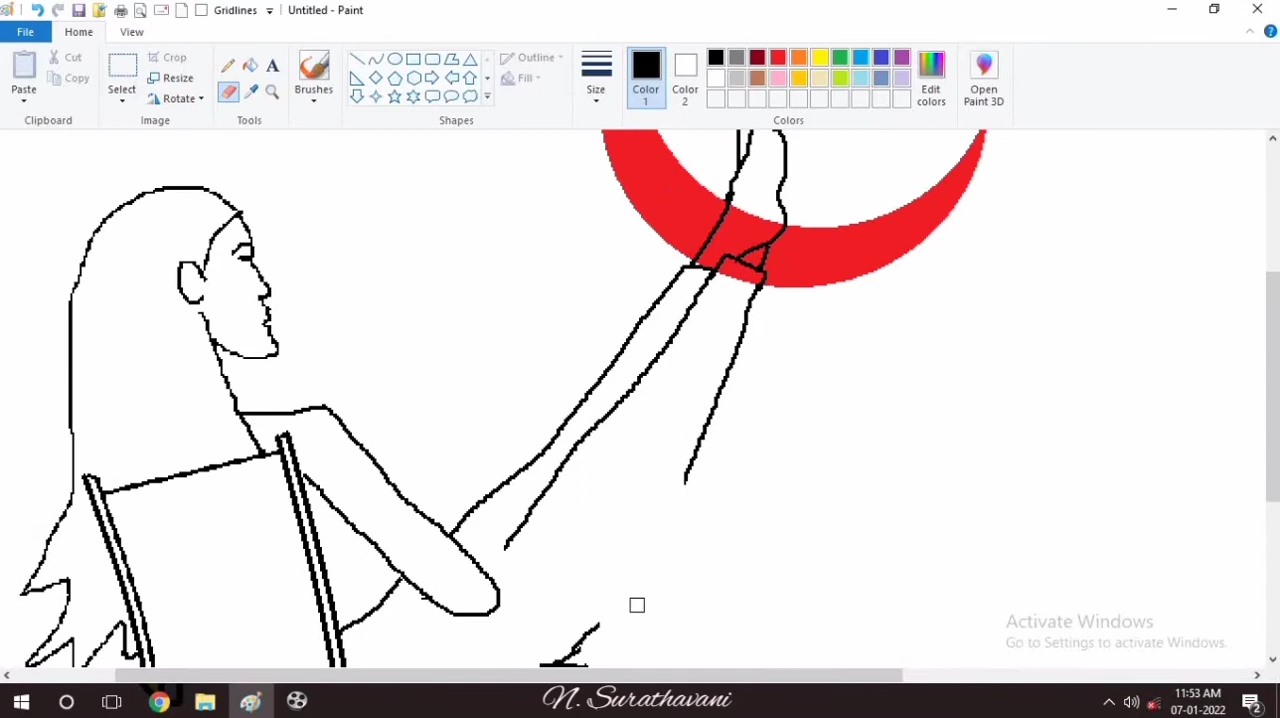 Gridlines Untitled - Paint
File Home View
Paste
Cut
Copy
Clipboard
Select
Crop
Resize
Rotate
Image
A
Tools
Brushes
Shapes
Outline
Fill
Size
Color
1
Color
2
Edit
colors
Colors
Open
Paint 3D
Activate Windows
Go to Settings to activate Windows.
N. Surathavani
11:53 AM
07-01-2022
2